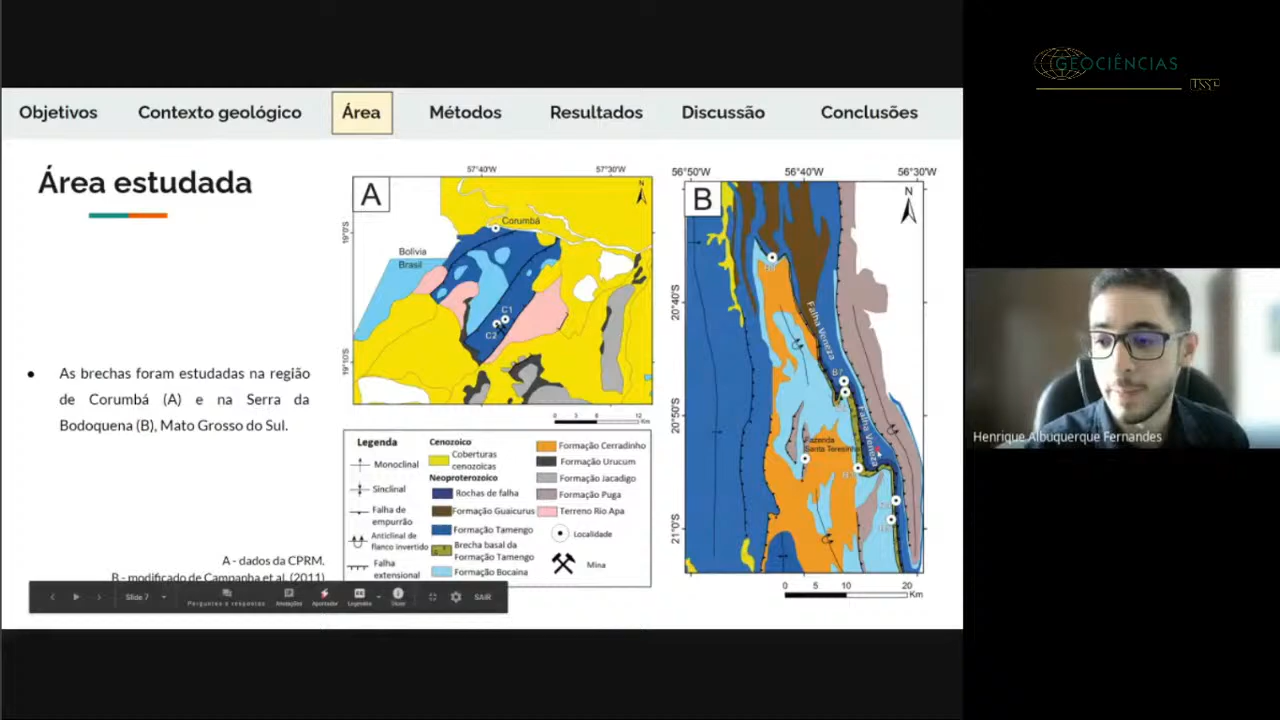 GEOCIÊNCIAS
USP
Objetivos Contexto geológico Área Métodos Resultados Discussão Conclusões
Área estudada
As brechas foram estudadas na região
de Corumbá (A) e na Serra da
Bodoquena (B), Mato Grosso do Sul.
A - dados da CPRM.
B - modificado de Campanha et al. (2011)
57°40'W 57°30'W
A
N
19°0'S
19°10'S
Corumbá
Bolívia
Brasil
C1
C2
0 3 6 12
Km
Legenda
Monoclinal
Sinclinal
Falha de
empurrão
Anticlinal de
flanco invertido
Falha
extensional
Cenozoico
Coberturas
cenozoicas
Neoproterozoico
Rochas de falha
Formação Guaicurus
Formação Tamengo
Brecha basal da
Formação Tamengo
Formação Bocaina
Formação Cerradinho
Formação Urucum
Formação Jacadigo
Formação Puga
Terreno Rio Apa
Localidade
Mina
56°50'W 56°40'W 56°30'W
B
N
20°40'S
20°50'S
21°0'S
Falha Veneza
Falha Veneza
Fazenda
Santa Teresinha
0 5 10 20
Km
Slide 7
Perguntas e respostas
Anotações
Apontador
Legendas
SAIR
Henrique Albuquerque Fernandes